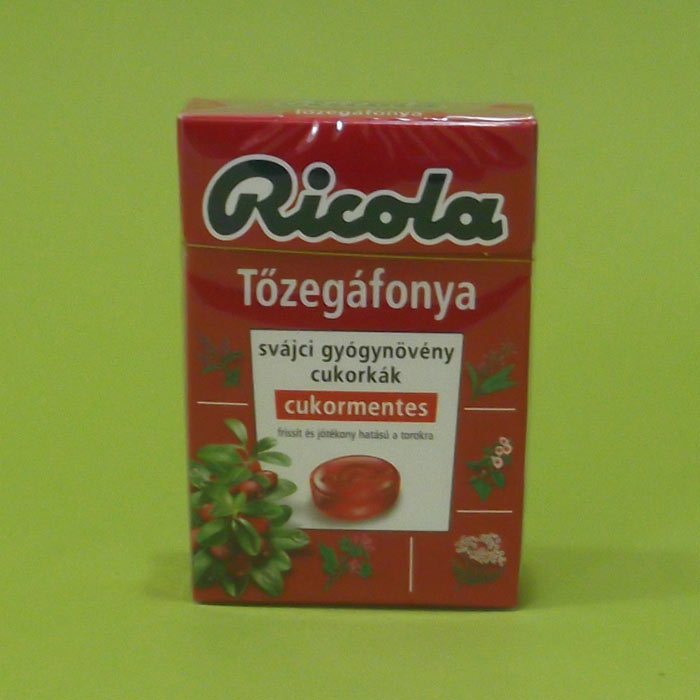 Tőzegáfonya
Ricola
Tőzegáfonya
svájci gyógynövény
cukorkák
cukormentes
frissít és jótékony hatású a torokra